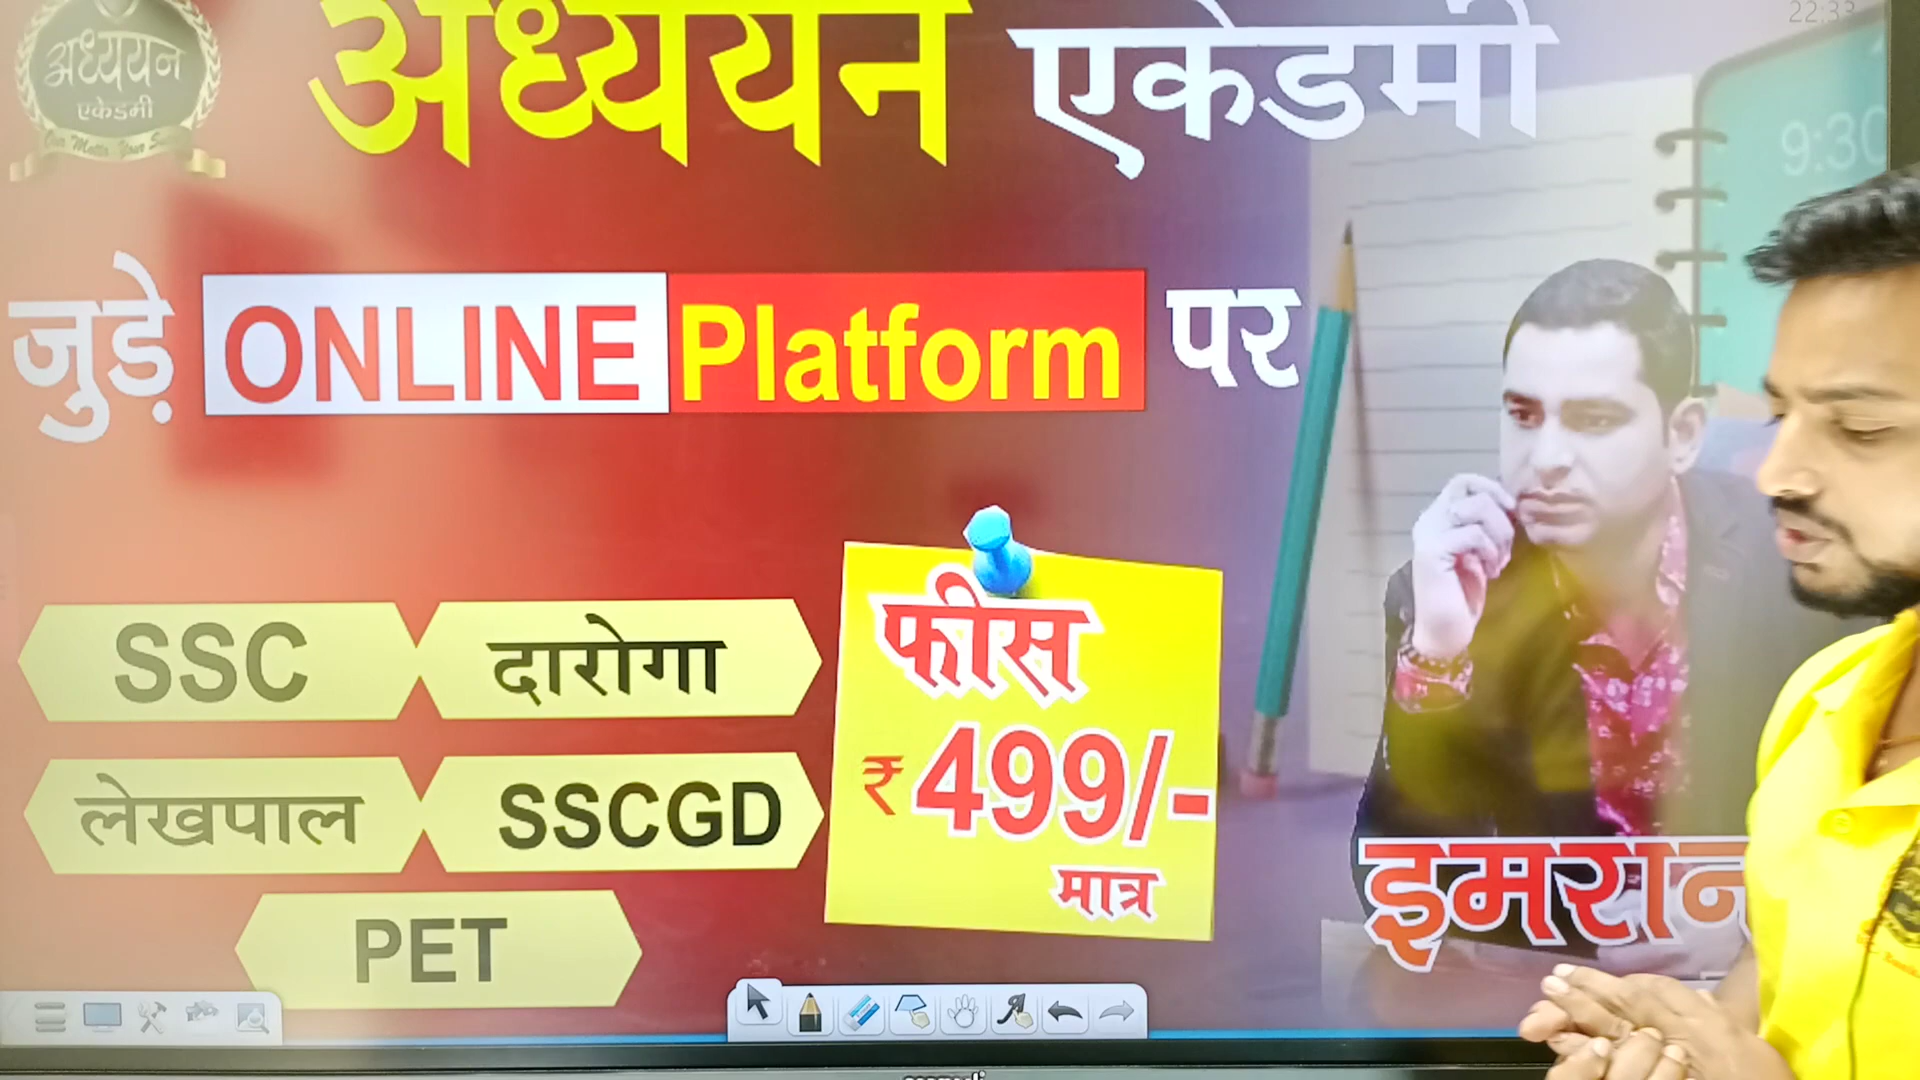 अध्ययन
एकेडमी
अध्ययन एकेडमी
22:33
9:30
जुड़े ONLINE Platform पर
SSC दारोगा
लेखपाल SSCGD
PET
फीस
₹499/-
मात्र
इमरान